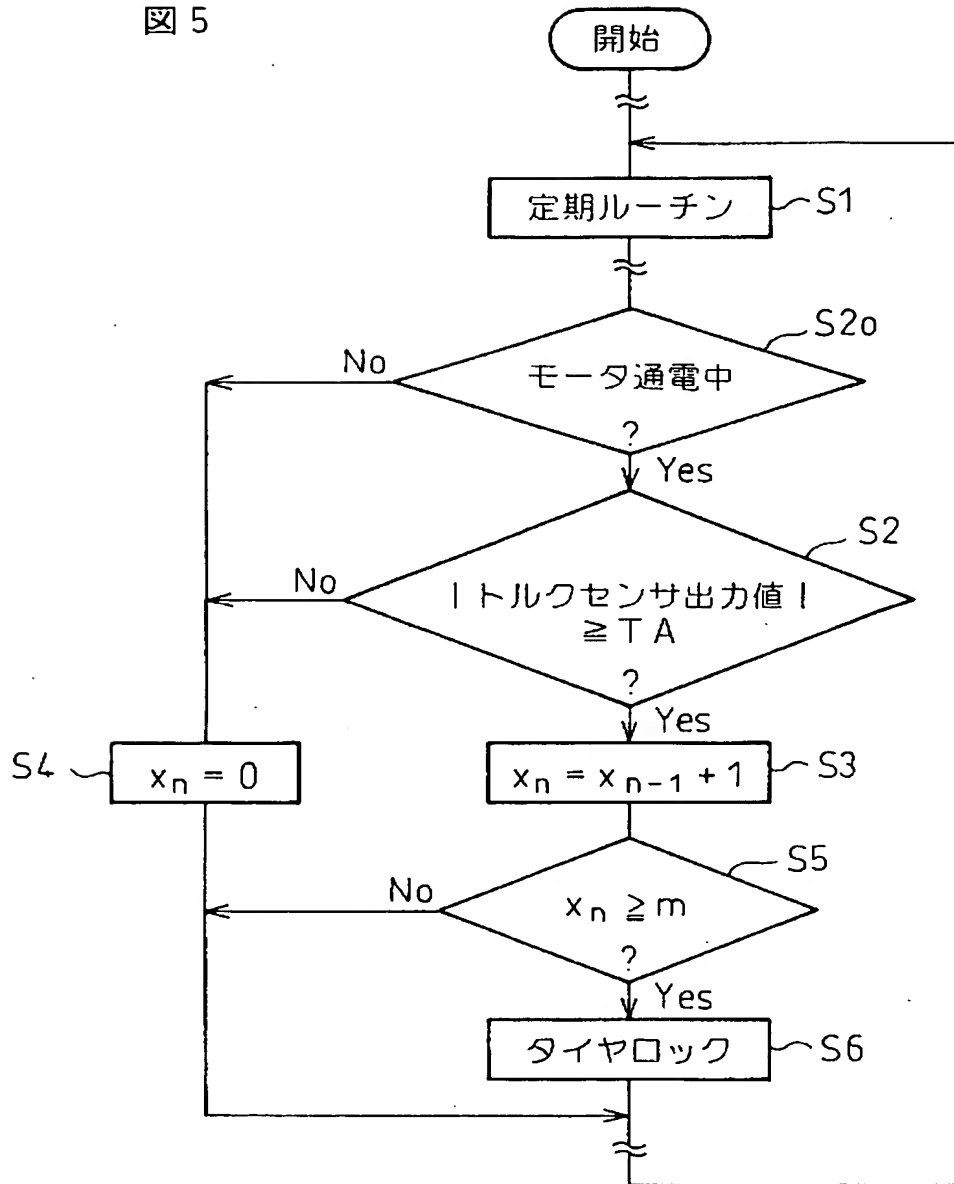 図5
開始
定期ルーチン
S1
S2o
モータ通電中
?
No
Yes
S2
|トルクセンサ出力値|
≧TA
?
No
Yes
S4
xn = 0
xn = xn-1 + 1
S3
S5
xn ≧ m
?
No
Yes
タイヤロック
S6